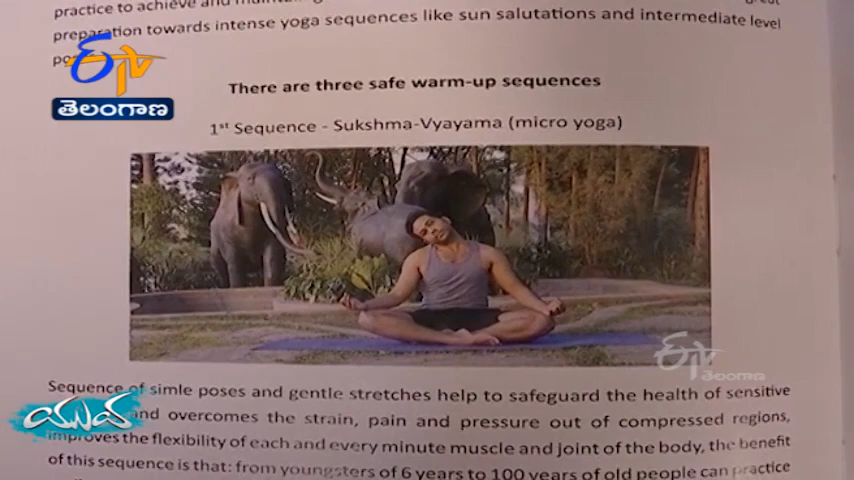 practice to achieve and
preparation towards intense yoga sequences like sun salutations and intermediate level
ETV
తెలంగాణ
There are three safe warm-up sequences
1st Sequence - Sukshma-Vyayama (micro yoga)
ETV
తెలంగాణ
Sequence of simle poses and gentle stretches help to safeguard the health of sensitive
యువ
and overcomes the strain, pain and pressure out of compressed regions,
improves the flexibility of each and every minute muscle and joint of the body, the benefit
of this sequence is that: from youngsters of 6 years to 100 years of old people can practice